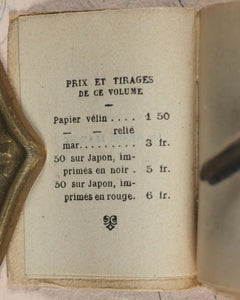 PRIX ET TIRAGES
DE CE VOLUME
Papier vélin .... 1 50
— — relié
mar......... 3 fr.
50 sur Japon, im-
primés en noir . 5 fr.
50 sur Japon, im-
primés en rouge. 6 fr.